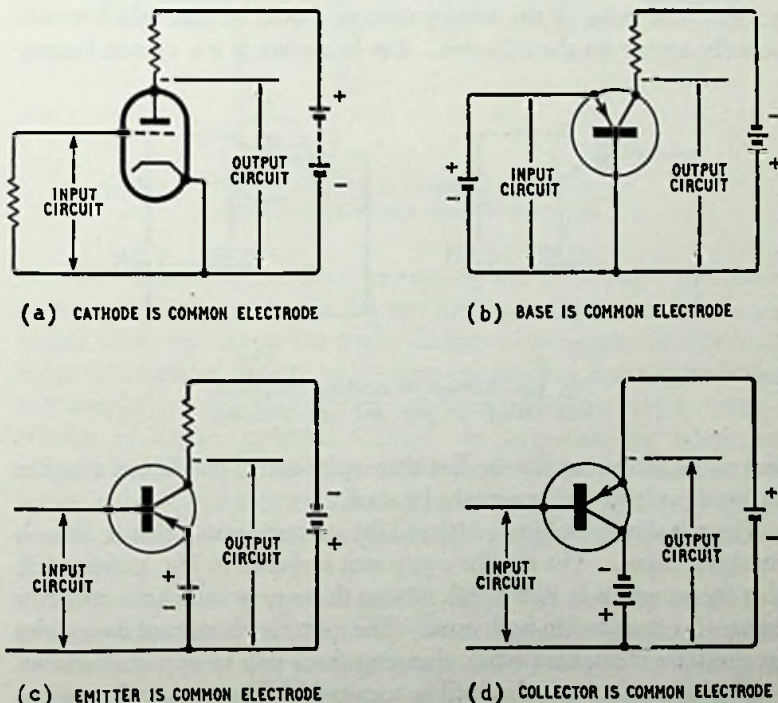 INPUT
CIRCUIT
OUTPUT
CIRCUIT
+
−
(a) CATHODE IS COMMON ELECTRODE
+
−
INPUT
CIRCUIT
OUTPUT
CIRCUIT
−
+
(b) BASE IS COMMON ELECTRODE
INPUT
CIRCUIT
+
−
OUTPUT
CIRCUIT
−
+
(c) EMITTER IS COMMON ELECTRODE
INPUT
CIRCUIT
−
+
OUTPUT
CIRCUIT
+
−
(d) COLLECTOR IS COMMON ELECTRODE